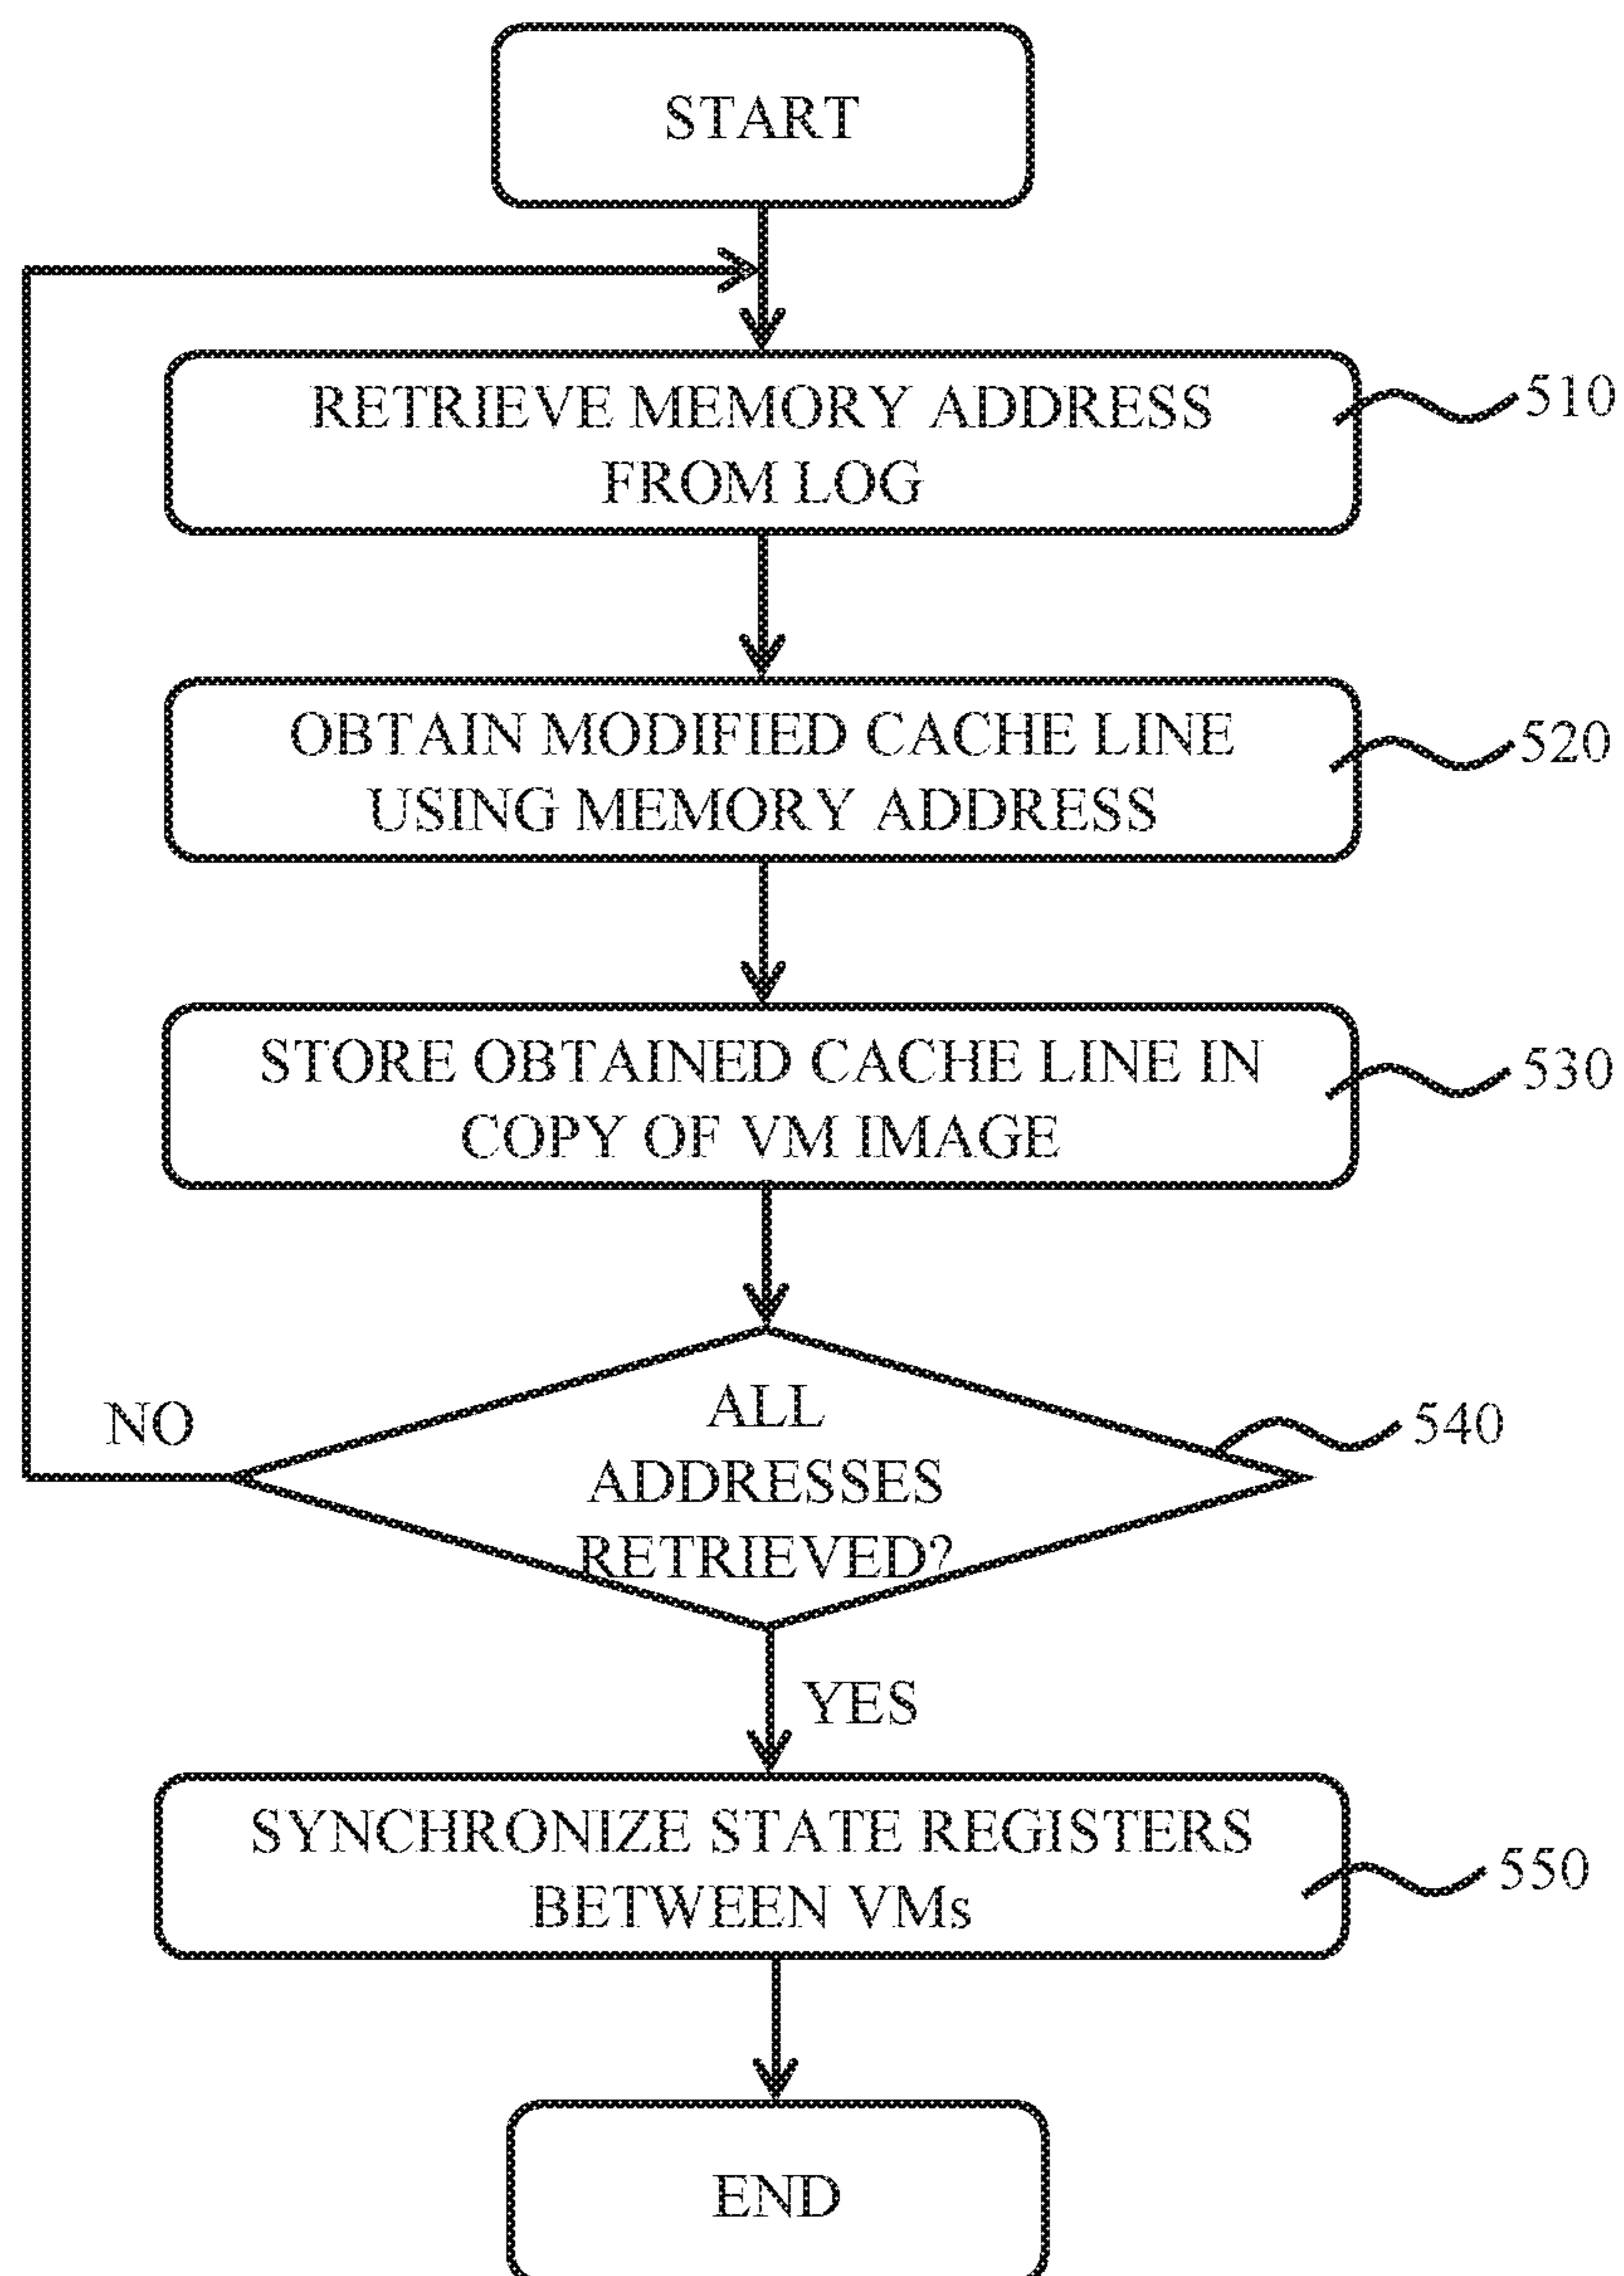 START
RETRIEVE MEMORY ADDRESS
FROM LOG
510
OBTAIN MODIFIED CACHE LINE
USING MEMORY ADDRESS
520
STORE OBTAINED CACHE LINE IN
COPY OF VM IMAGE
530
ALL
ADDRESSES
RETRIEVED?
540
NO
YES
SYNCHRONIZE STATE REGISTERS
BETWEEN VMs
550
END